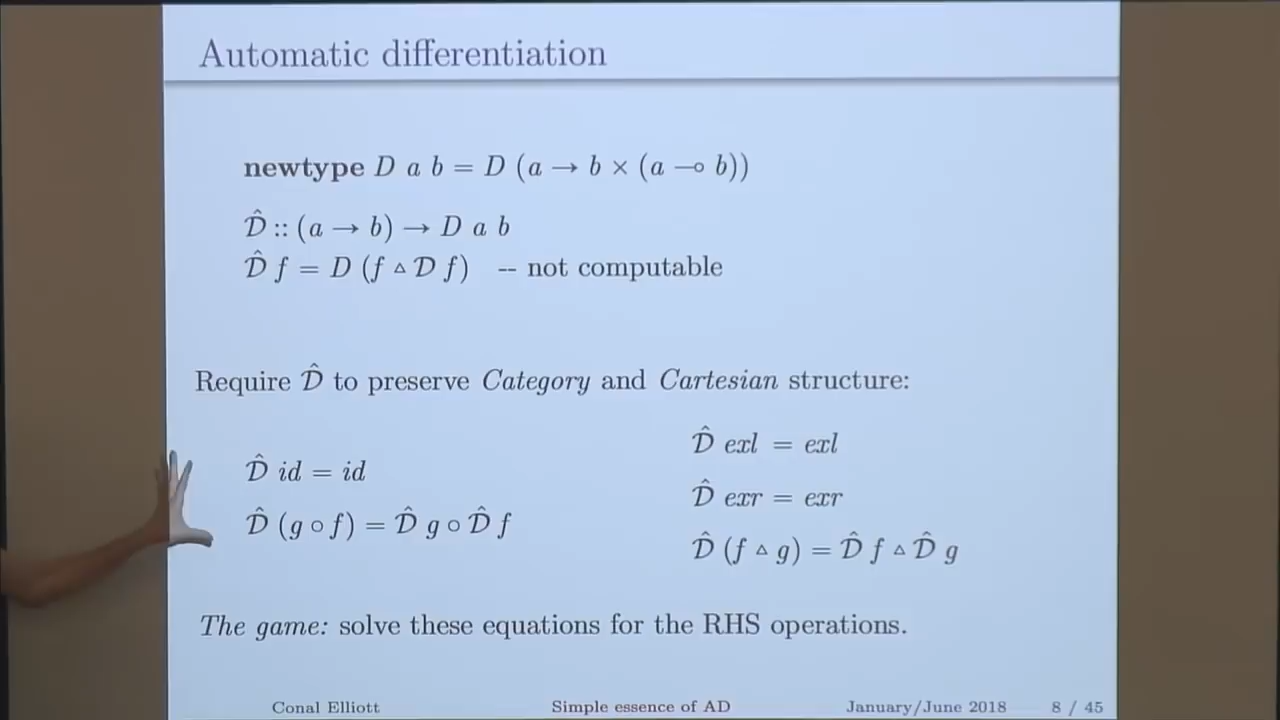 Automatic differentiation
newtype D a b = D (a → b × (a ⊸ b))
𝒟̂ :: (a → b) → D a b
𝒟̂ f = D (f ▵ 𝒟 f) -- not computable
Require 𝒟̂ to preserve Category and Cartesian structure:
𝒟̂ id = id
𝒟̂ (g ∘ f) = 𝒟̂ g ∘ 𝒟̂ f
𝒟̂ exl = exl
𝒟̂ exr = exr
𝒟̂ (f ▵ g) = 𝒟̂ f ▵ 𝒟̂ g
The game: solve these equations for the RHS operations.
Conal Elliott Simple essence of AD January/June 2018 8 / 45